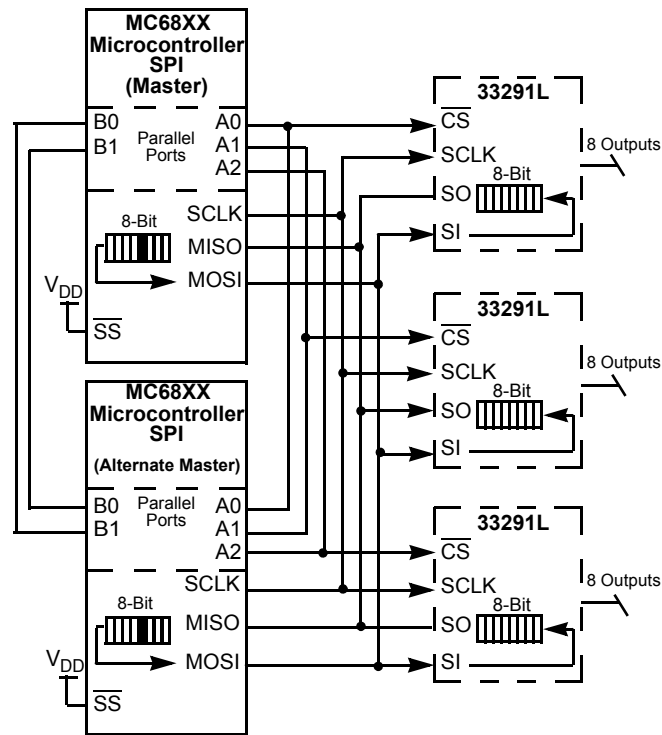 MC68XX
Microcontroller
SPI
(Master)
B0
B1
Parallel
Ports
A0
A1
A2
8-Bit
SCLK
MISO
MOSI
VDD
SS
MC68XX
Microcontroller
SPI
(Alternate Master)
B0
B1
Parallel
Ports
A0
A1
A2
8-Bit
SCLK
MISO
MOSI
VDD
SS
33291L
CS
SCLK
8-Bit
SO
SI
8 Outputs
33291L
CS
SCLK
8-Bit
SO
SI
8 Outputs
33291L
CS
SCLK
8-Bit
SO
SI
8 Outputs